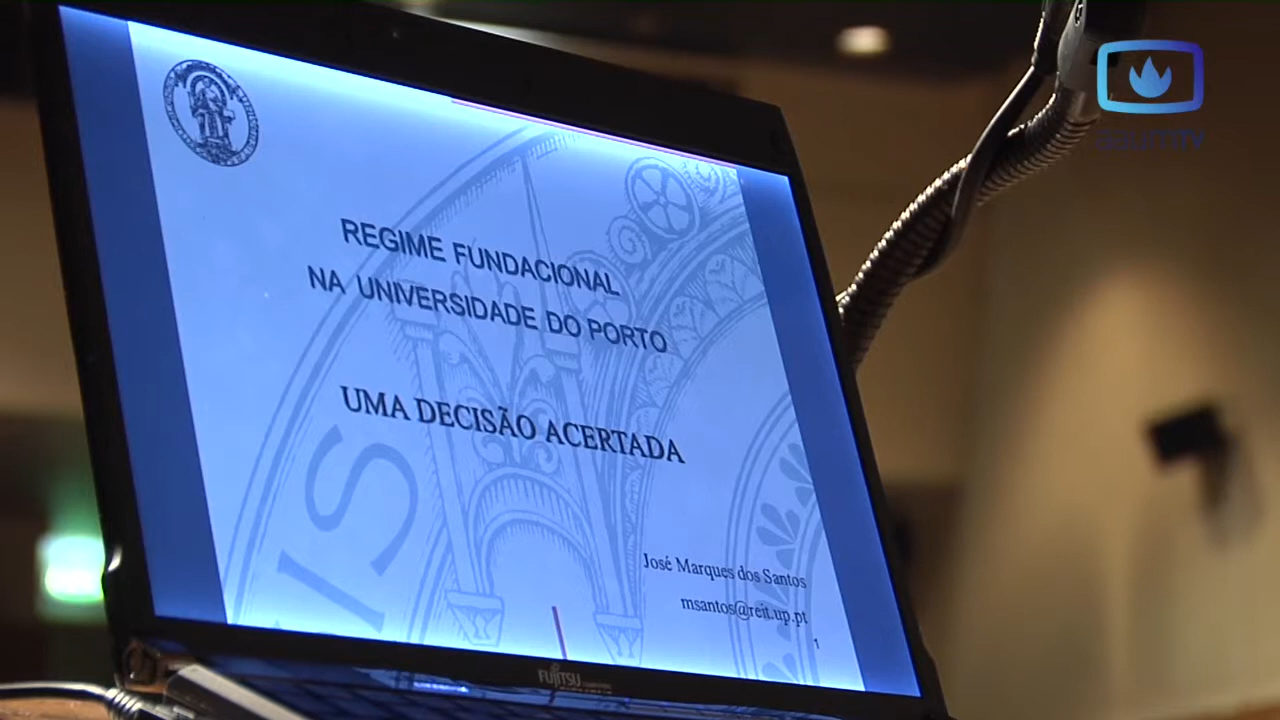 REGIME FUNDACIONAL
NA UNIVERSIDADE DO PORTO
UMA DECISÃO ACERTADA
José Marques dos Santos
msantos@reit.up.pt
1
FUJITSU
aaumtv